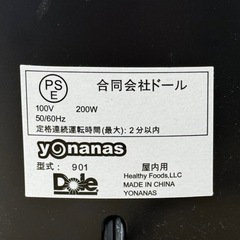 PS
E
合同会社ドール
100V 200W
50/60Hz
定格連続運転時間(最大): 2分以内
yonanas
型式: 901
屋内用
Dole
Healthy Foods,LLC
MADE IN CHINA
YONANAS